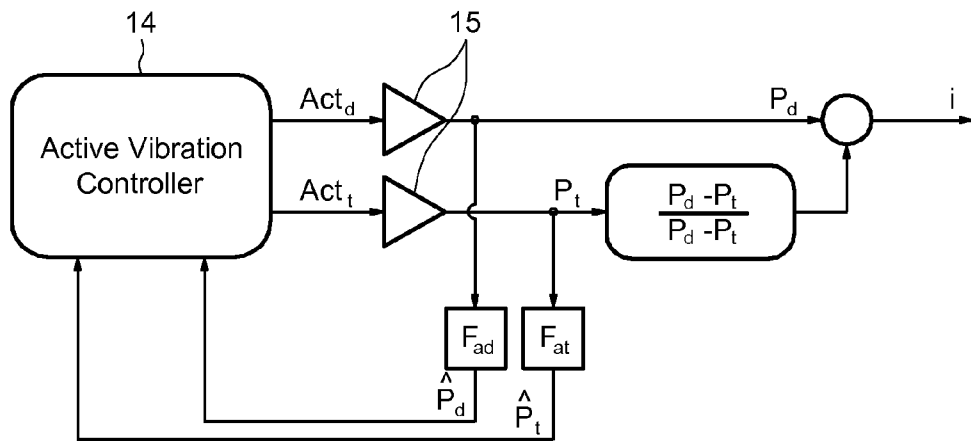 14
15
Active Vibration
Controller
Act_d
P_d
i
Act_t
P_t
P_d -P_t
P_d -P_t
F_ad
F_at
P̂_d
P̂_t